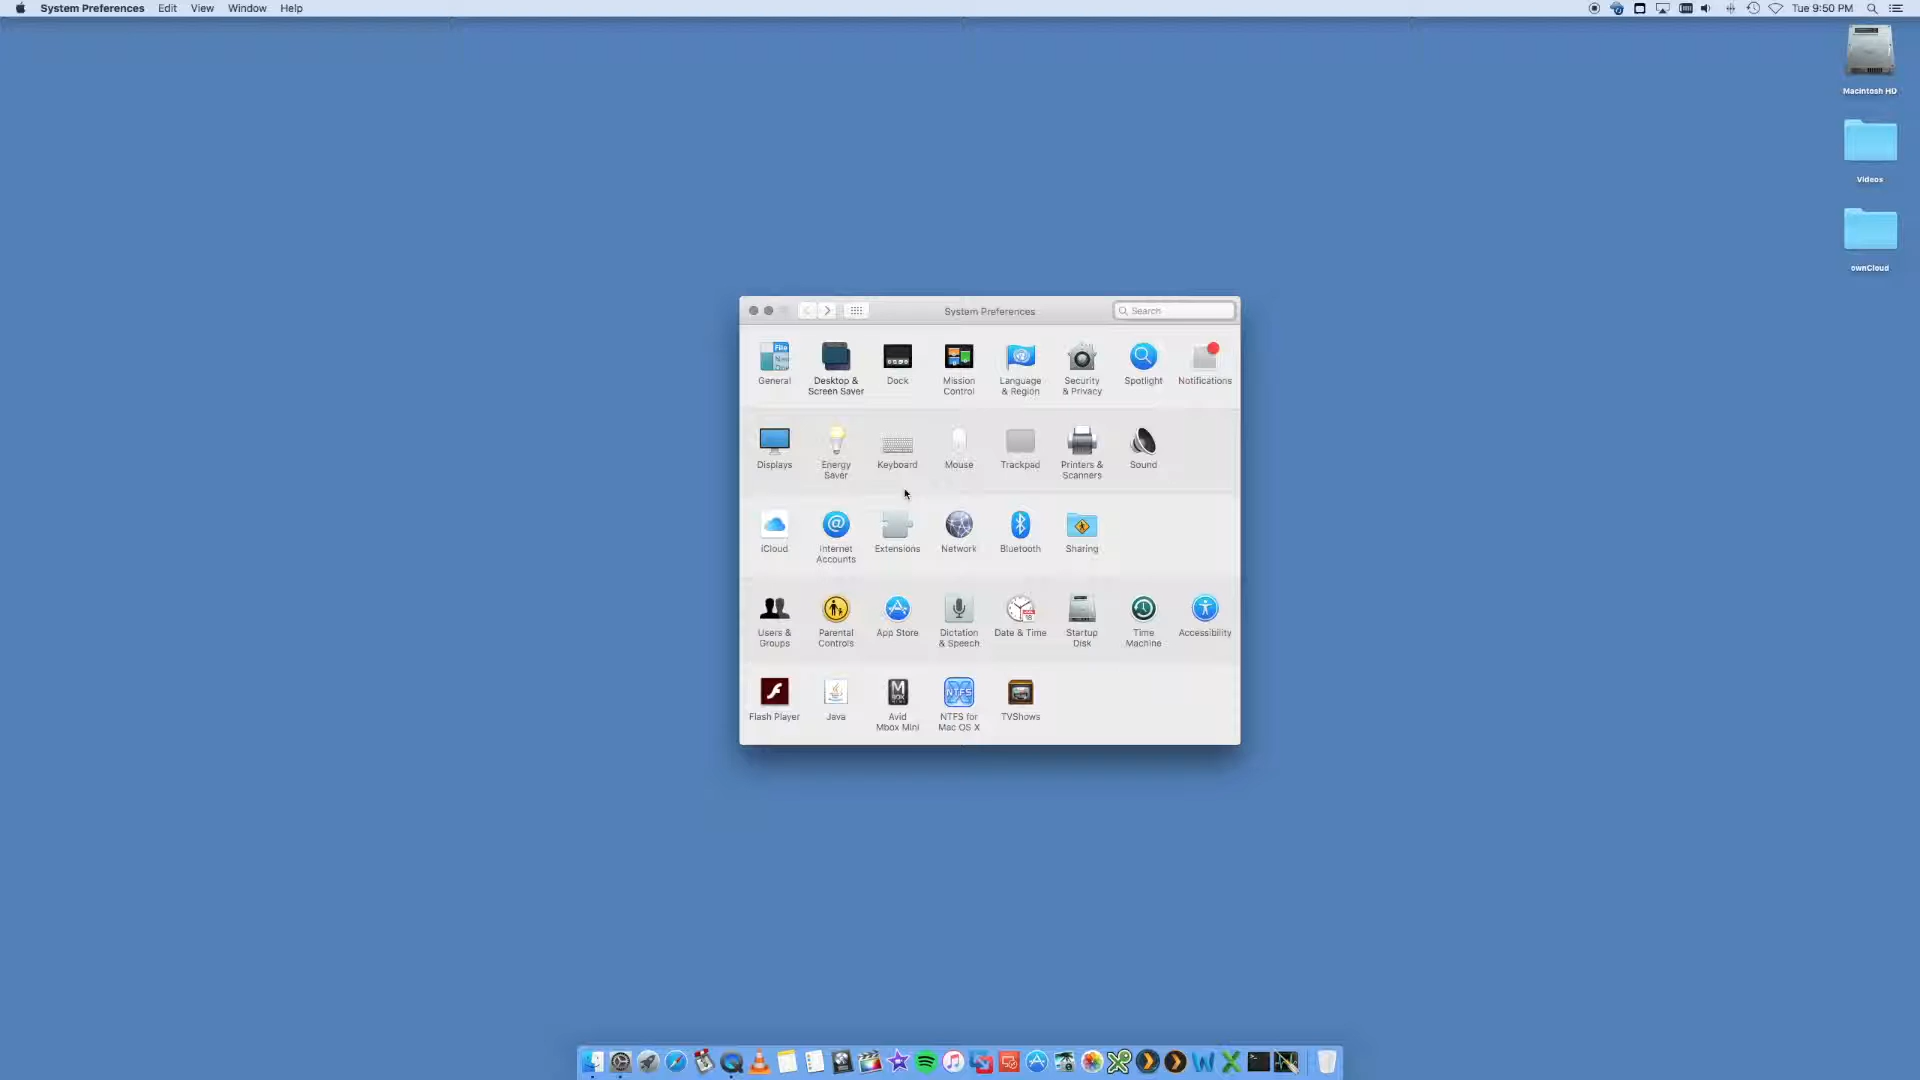 System Preferences Edit View Window Help
Tue 9:50 PM
Macintosh HD
Videos
ownCloud
System Preferences
Search
General
Desktop &
Screen Saver
Dock
Mission
Control
Language
& Region
Security
& Privacy
Spotlight
Notifications
Displays
Energy
Saver
Keyboard
Mouse
Trackpad
Printers &
Scanners
Sound
iCloud
Internet
Accounts
Extensions
Network
Bluetooth
Sharing
Users &
Groups
Parental
Controls
App Store
Dictation
& Speech
Date & Time
Startup
Disk
Time
Machine
Accessibility
Flash Player
Java
Avid
Mbox Mini
NTFS for
Mac OS X
TVShows